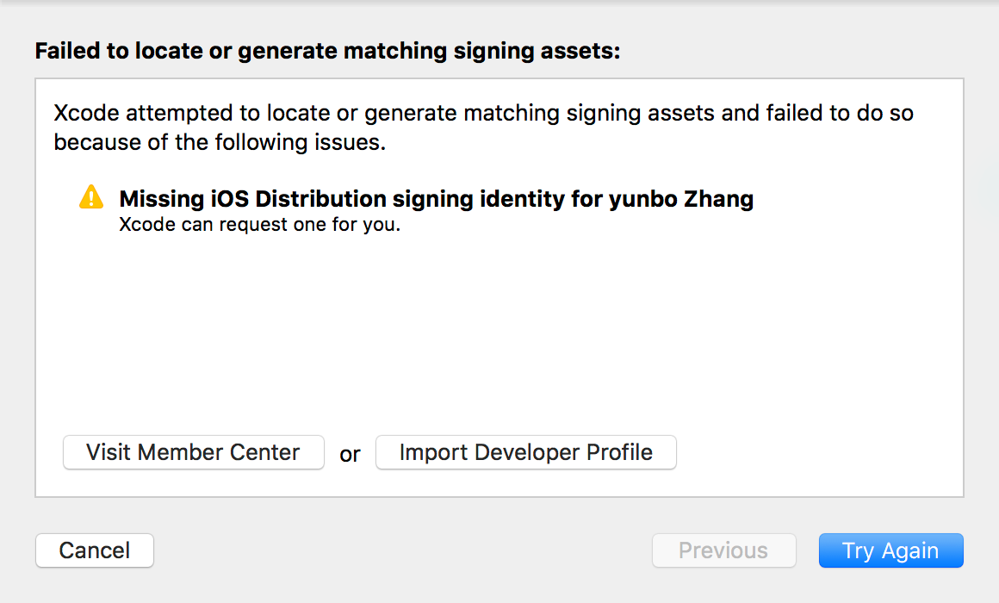 Failed to locate or generate matching signing assets:
Xcode attempted to locate or generate matching signing assets and failed to do so
because of the following issues.
Missing iOS Distribution signing identity for yunbo Zhang
Xcode can request one for you.
Visit Member Center or Import Developer Profile
Cancel Previous Try Again